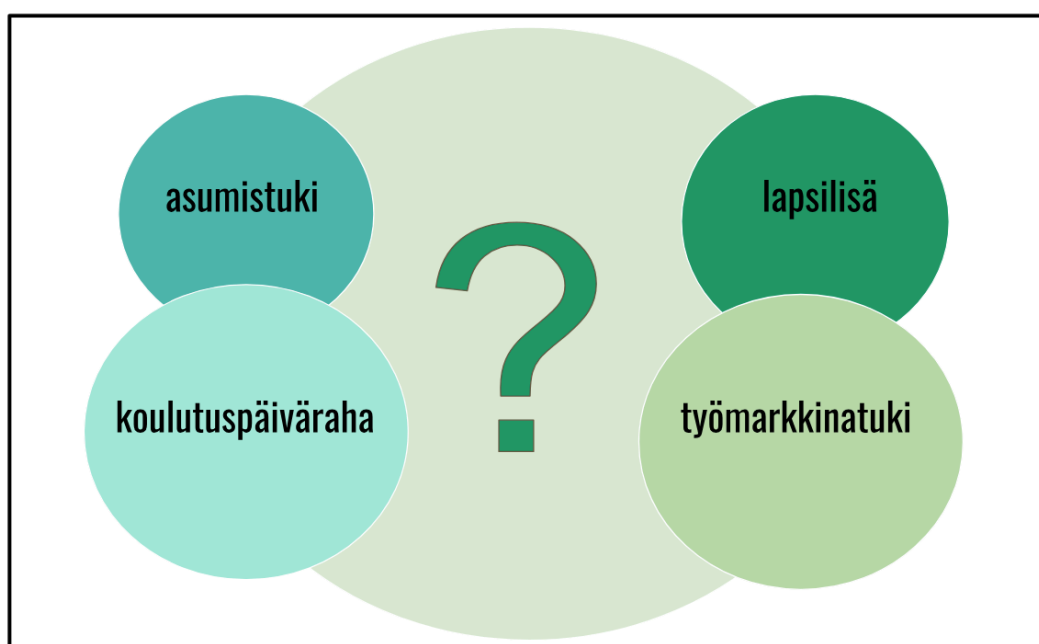 asumistuki
lapsilisä
?
koulutuspäiväraha
työmarkkinatuki